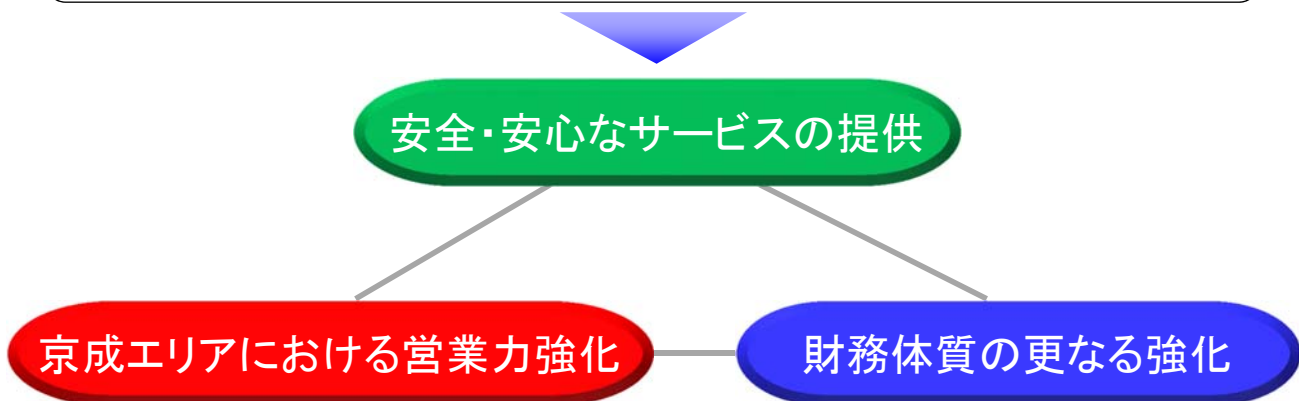 安全・安心なサービスの提供
京成エリアにおける営業力強化
財務体質の更なる強化